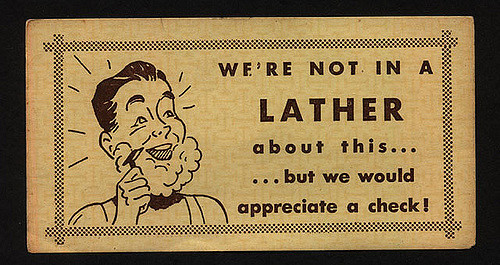 WE'RE NOT IN A
LATHER
about this...
...but we would
appreciate a check!